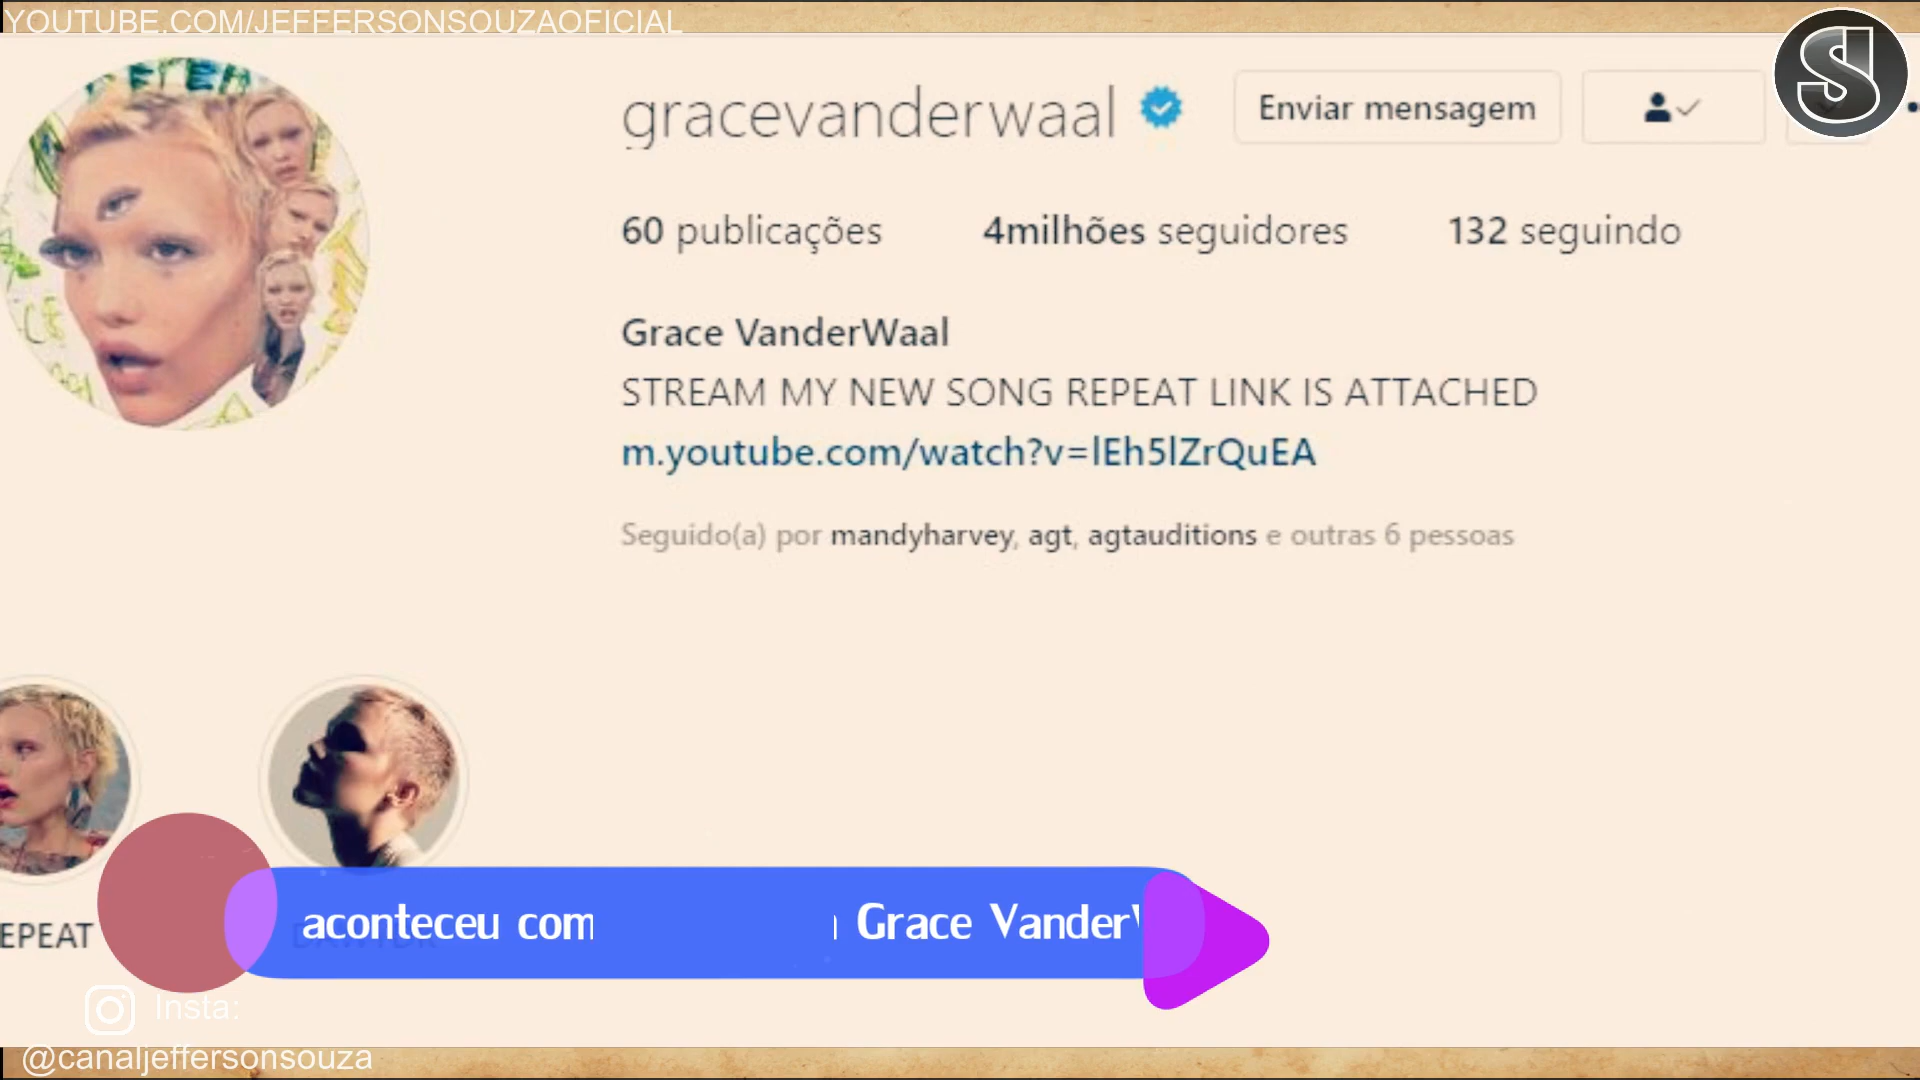 YOUTUBE.COM/JEFFERSONSOUZAOFICIAL
gracevanderwaal
Enviar mensagem
60 publicações 4milhões seguidores 132 seguindo
Grace VanderWaal
STREAM MY NEW SONG REPEAT LINK IS ATTACHED
m.youtube.com/watch?v=lEh5lZrQuEA
Seguido(a) por mandyharvey, agt, agtauditions e outras 6 pessoas
EPEAT
aconteceu com Grace Vander
Insta:
@canaljeffersonsouza